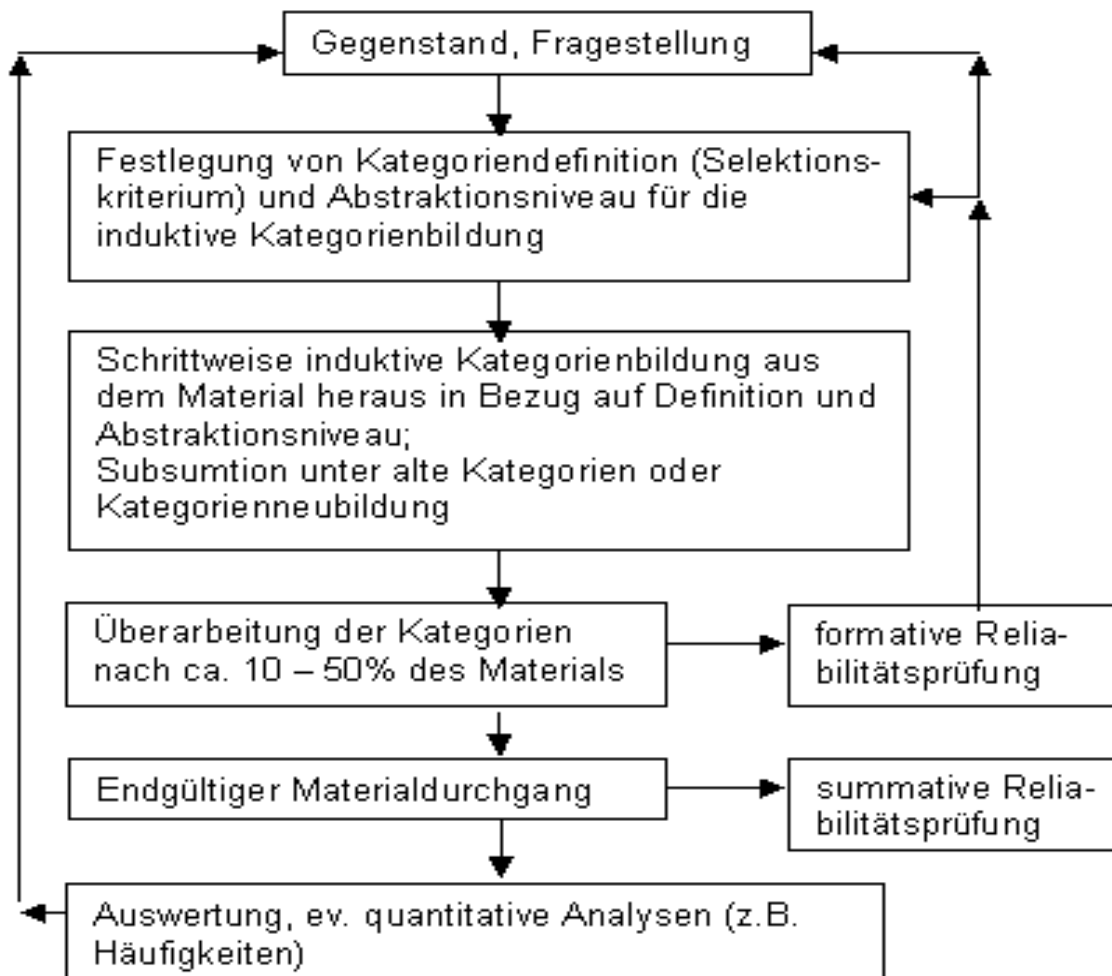 Gegenstand, Fragestellung
Festlegung von Kategoriendefinition (Selektions-
kriterium) und Abstraktionsniveau für die
induktive Kategorienbildung
Schrittweise induktive Kategorienbildung aus
dem Material heraus in Bezug auf Definition und
Abstraktionsniveau;
Subsumtion unter alte Kategorien oder
Kategorienneubildung
Überarbeitung der Kategorien
nach ca. 10 – 50% des Materials
formative Relia-
bilitätsprüfung
Endgültiger Materialdurchgang
summative Relia-
bilitätsprüfung
Auswertung, ev. quantitative Analysen (z.B.
Häufigkeiten)